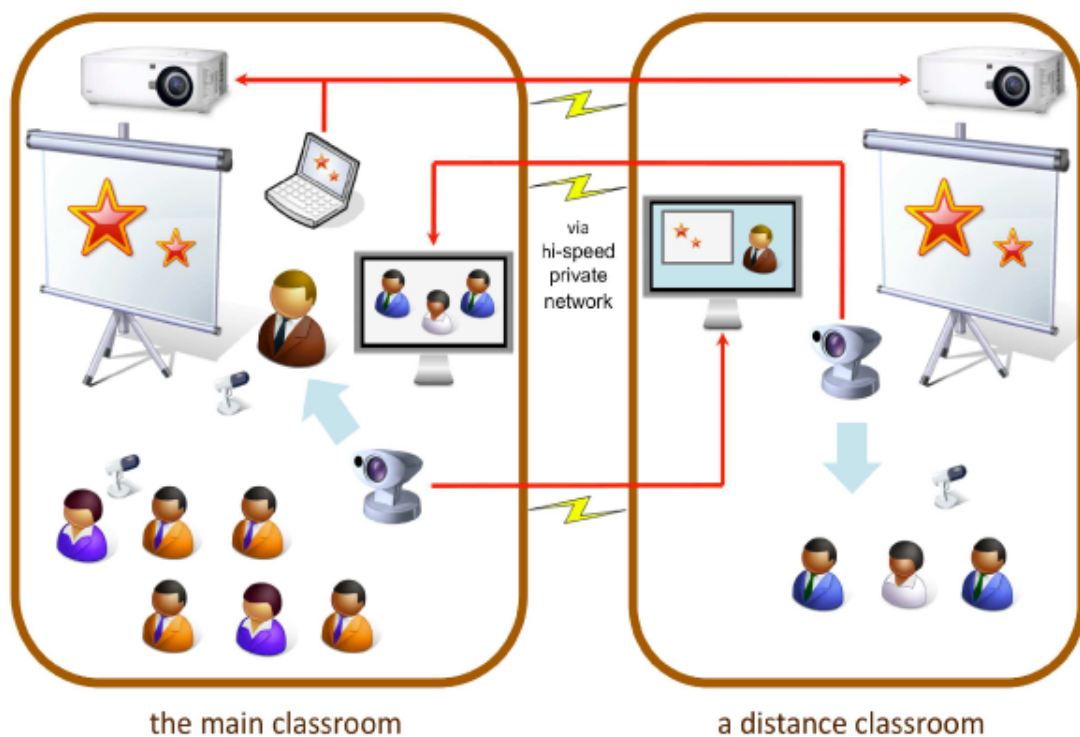 via
hi-speed
private
network
the main classroom
a distance classroom